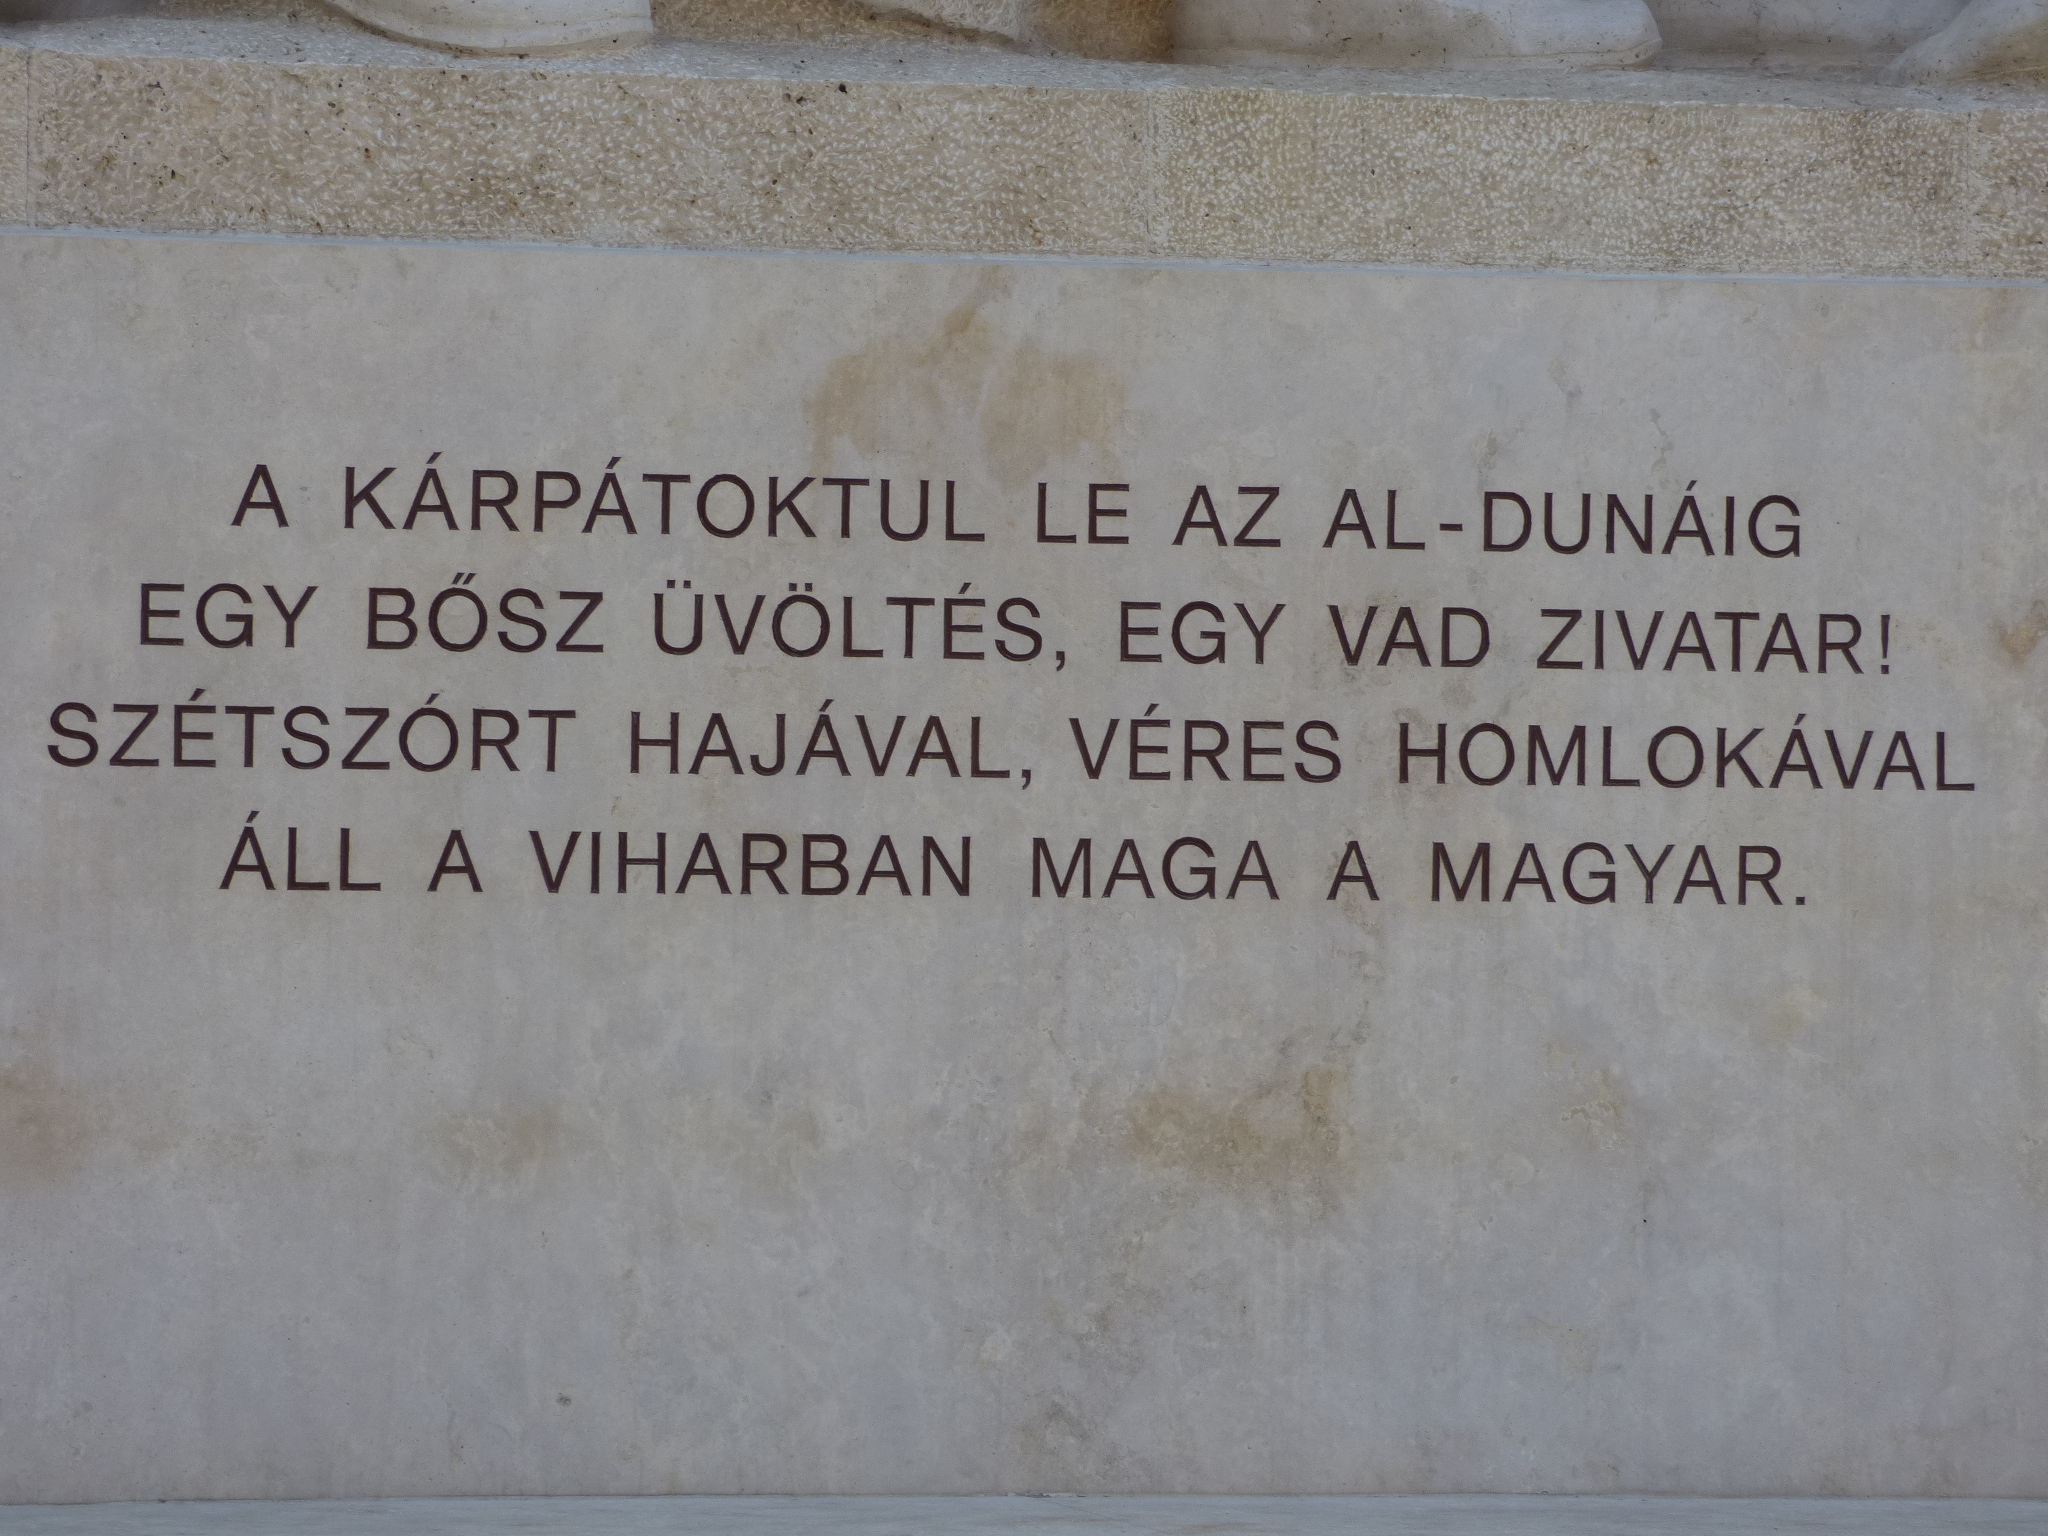 A KÁRPÁTOKTUL LE AZ AL-DUNÁIG
EGY BŐSZ ÜVÖLTÉS, EGY VAD ZIVATAR!
SZÉTSZÓRT HAJÁVAL, VÉRES HOMLOKÁVAL
ÁLL A VIHARBAN MAGA A MAGYAR.